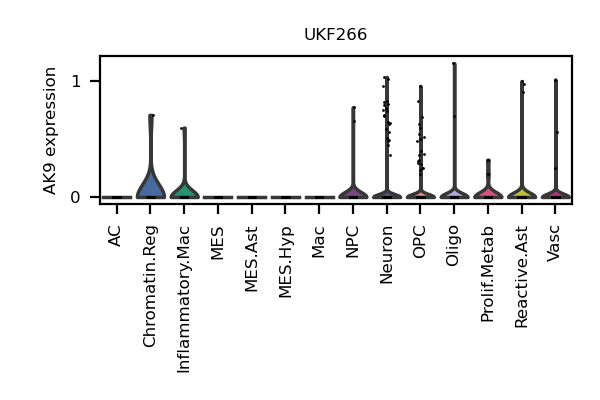 UKF266
AK9 expression
1
0
AC
Chromatin.Reg
Inflammatory.Mac
MES
MES.Ast
MES.Hyp
Mac
NPC
Neuron
OPC
Oligo
Prolif.Metab
Reactive.Ast
Vasc